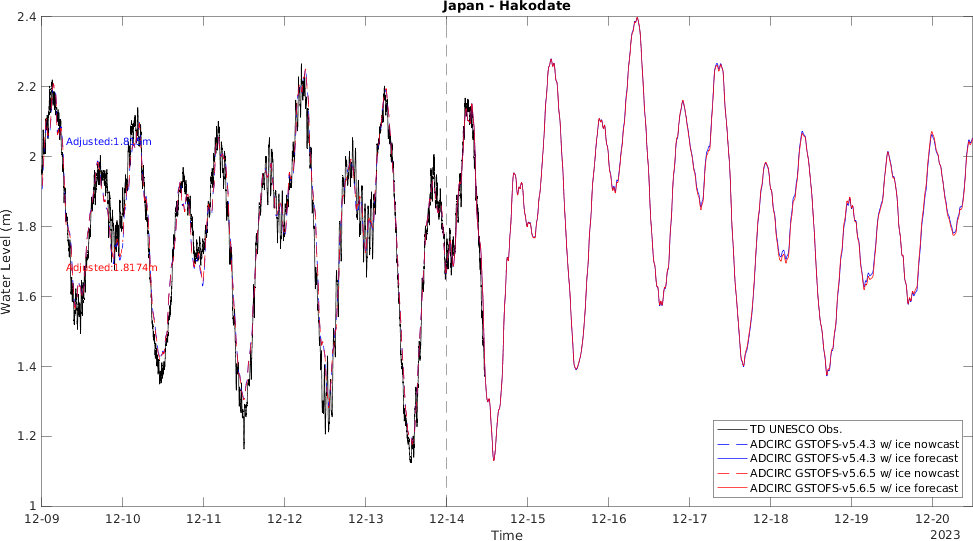 Japan - Hakodate
2.4
2.2
2
1.8
1.6
1.4
1.2
1
Water Level (m)
Adjusted:1.8174m
12-09
12-10
12-11
12-12
12-13
12-14
12-15
12-16
12-17
12-18
12-19
12-20
2023
Time
TD UNESCO Obs.
ADCIRC GSTOFS-v5.4.3 w/ ice nowcast
ADCIRC GSTOFS-v5.4.3 w/ ice forecast
ADCIRC GSTOFS-v5.6.5 w/ ice nowcast
ADCIRC GSTOFS-v5.6.5 w/ ice forecast